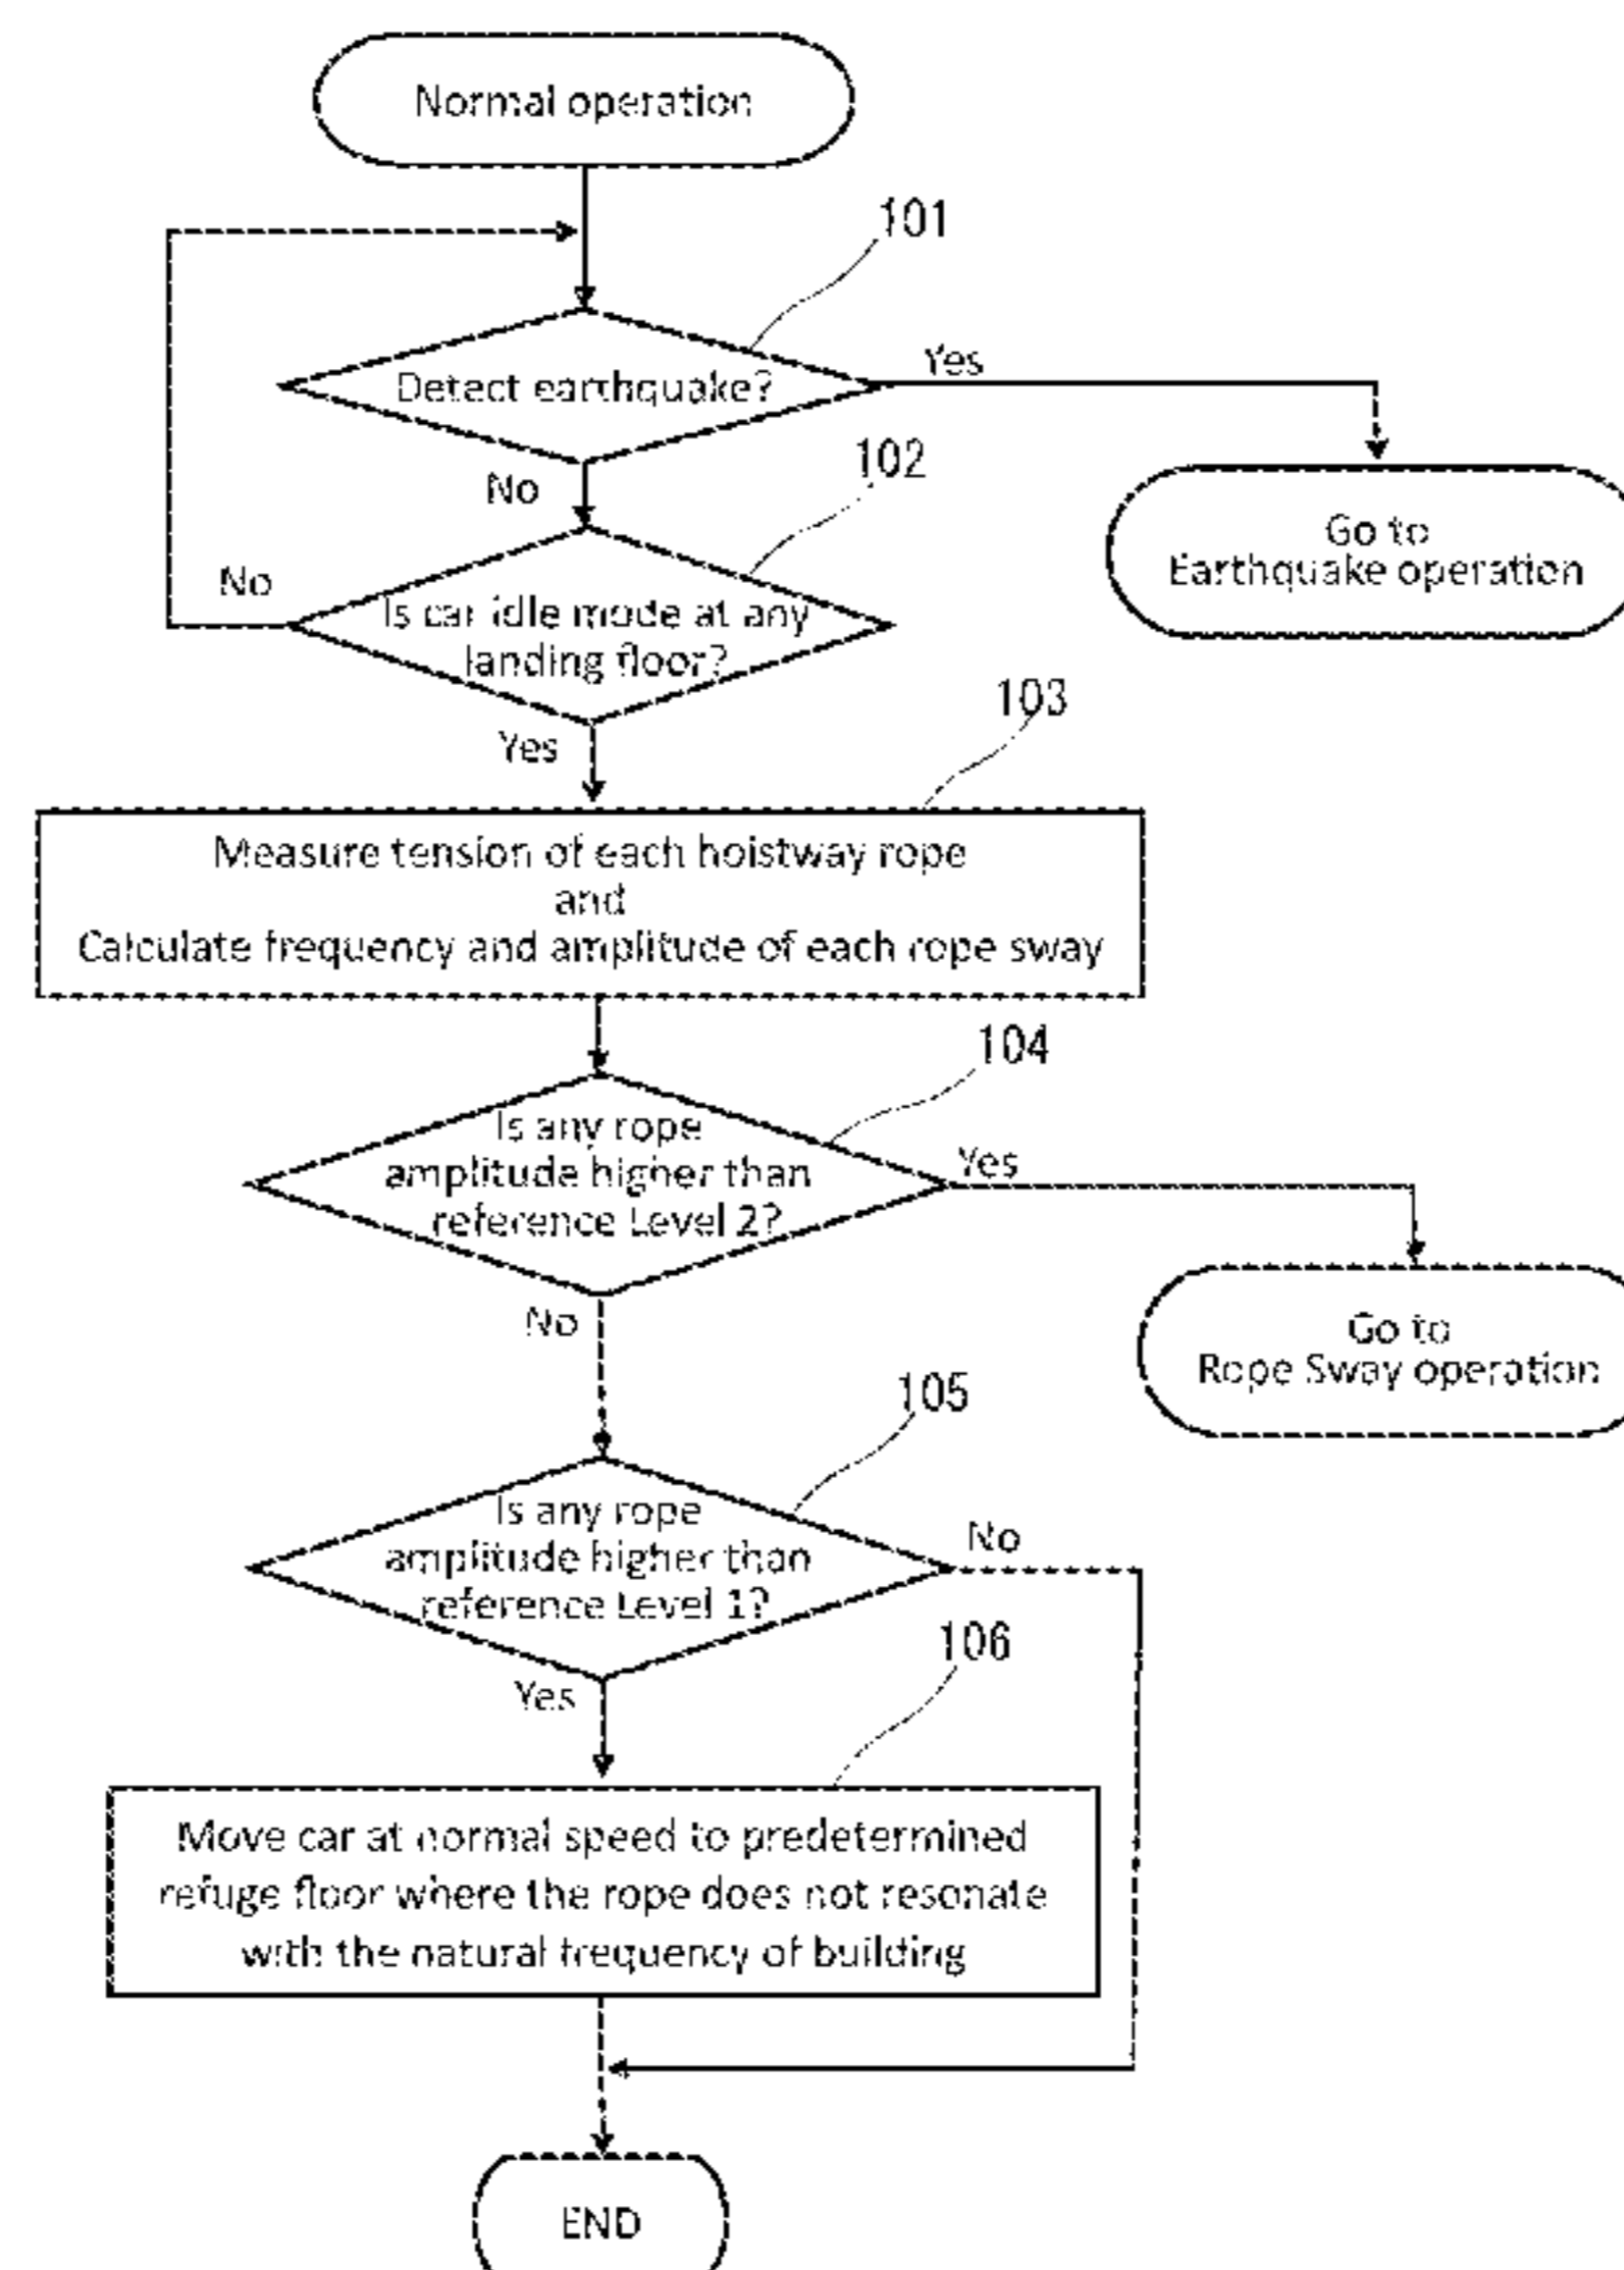 Normal operation
101
Detect earthquake?
Yes
No
102
Go to
Earthquake operation
No
Is car idle mode at any
landing floor?
Yes
103
Measure tension of each hoistway rope
and
Calculate frequency and amplitude of each rope sway
104
Is any rope
amplitude higher than
reference Level 2?
Yes
No
Go to
Rope Sway operation
105
Is any rope
amplitude higher than
reference Level 1?
No
Yes
106
Move car at normal speed to predetermined
refuge floor where the rope does not resonate
with the natural frequency of building
END